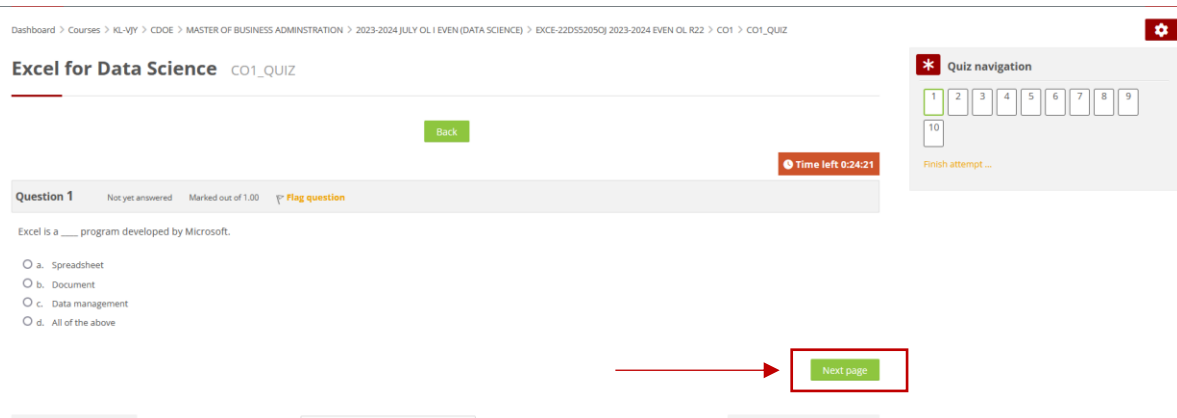 Dashboard > Courses > KL-VJY > CDOE > MASTER OF BUSINESS ADMINSTRATION > 2023-2024 JULY OL I EVEN (DATA SCIENCE) > EXCE-22DS5205OJ 2023-2024 EVEN OL R22 > CO1 > CO1_QUIZ
Excel for Data Science CO1_QUIZ
Back
Time left 0:24:21
Question 1 Not yet answered Marked out of 1.00 Flag question
Excel is a ____ program developed by Microsoft.
a. Spreadsheet
b. Document
c. Data management
d. All of the above
Next page
Quiz navigation
1 2 3 4 5 6 7 8 9
10
Finish attempt ...